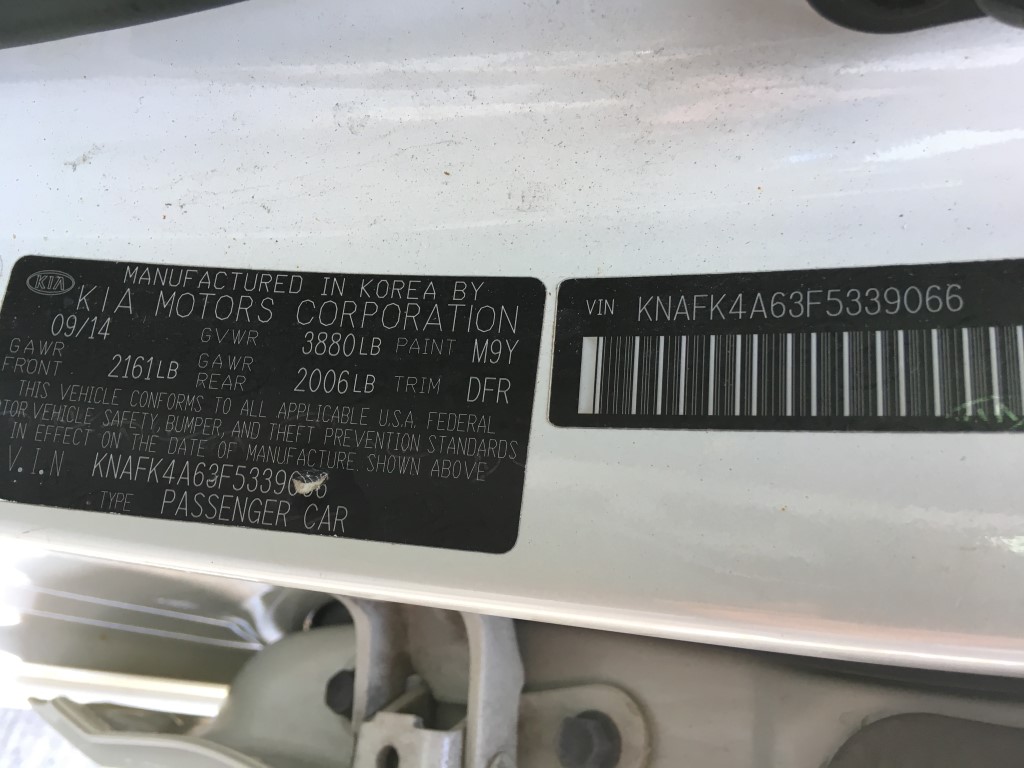 KIA MANUFACTURED IN KOREA BY
KIA MOTORS CORPORATION
09/14 GVWR 3880LB PAINT M9Y
GAWR FRONT 2161LB GAWR REAR 2006LB TRIM DFR
THIS VEHICLE CONFORMS TO ALL APPLICABLE U.S.A. FEDERAL
VEHICLE SAFETY, BUMPER, AND THEFT PREVENTION STANDARDS
IN EFFECT ON THE DATE OF MANUFACTURE SHOWN ABOVE
V.I.N KNAFK4A63F5339066
TYPE PASSENGER CAR
VIN KNAFK4A63F5339066
KIA